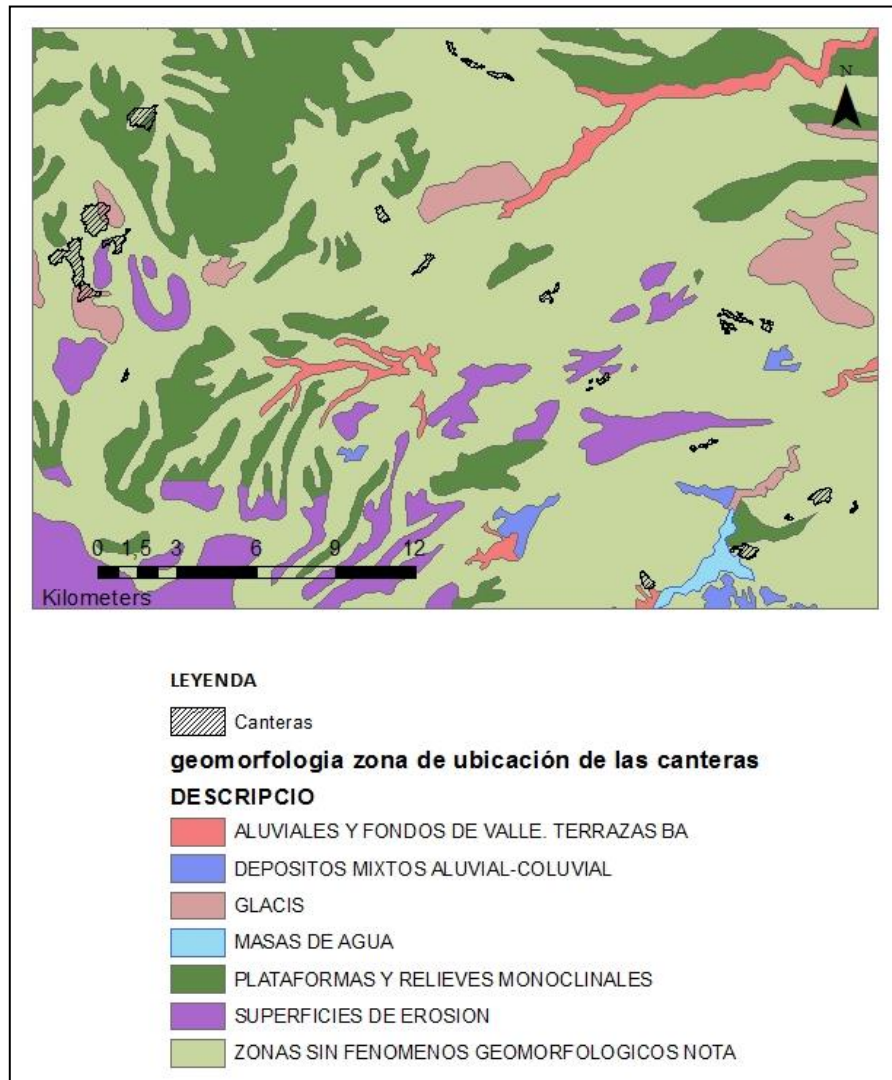 N
0 1,5 3 6 9 12
Kilometers
LEYENDA
Canteras
geomorfologia zona de ubicación de las canteras
DESCRIPCIO
ALUVIALES Y FONDOS DE VALLE. TERRAZAS BA
DEPOSITOS MIXTOS ALUVIAL-COLUVIAL
GLACIS
MASAS DE AGUA
PLATAFORMAS Y RELIEVES MONOCLINALES
SUPERFICIES DE EROSION
ZONAS SIN FENOMENOS GEOMORFOLOGICOS NOTA